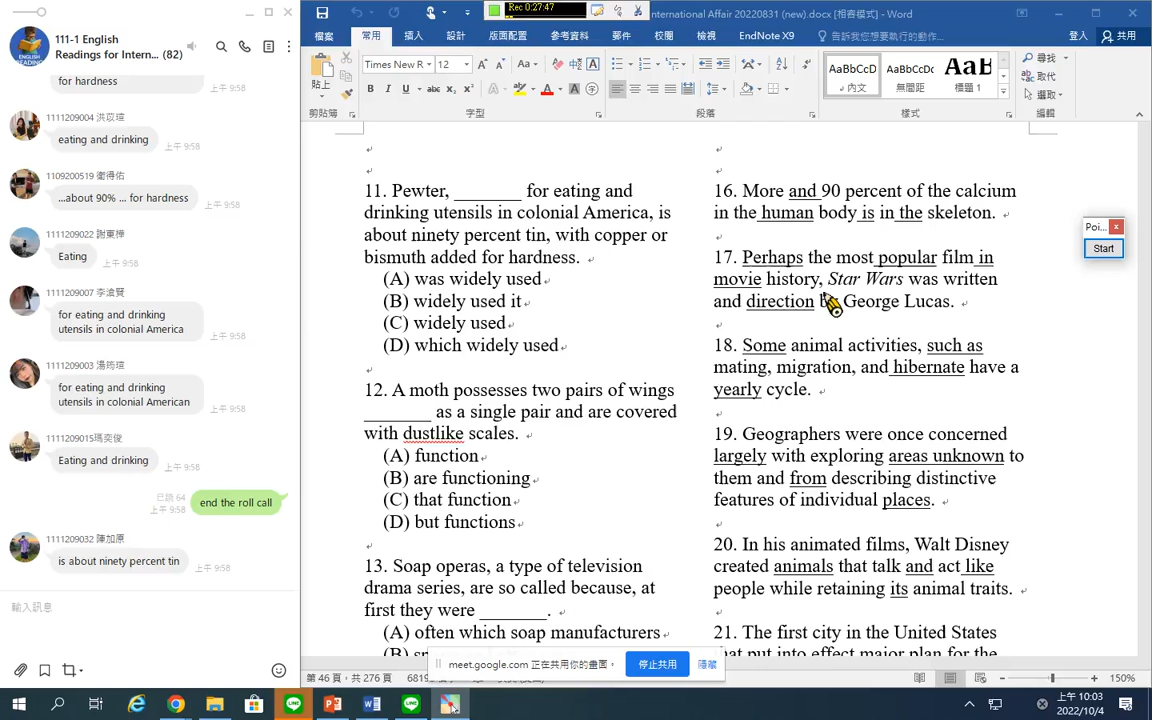 111-1 English
Readings for Intern... (82)
for hardness
上午 9:58
1111209004 洪苡瑄
eating and drinking
上午 9:58
1109200519 衛得佑
...about 90% ... for hardness
上午 9:58
1111209022 謝東樺
Eating
上午 9:58
1111209007 李淯賢
for eating and drinking
utensils in colonial America
上午 9:58
1111209003 湯筠瑄
for eating and drinking
utensils in colonial American
上午 9:58
1111209015瑪奕俊
Eating and drinking
上午 9:58
已讀 64
上午 9:58
end the roll call
1111209032 陳加原
is about ninety percent tin
上午 9:58
輸入訊息
Rec 0:27:47
International Affair 20220831 (new).docx [相容模式] - Word
檔案 常用 插入 設計 版面配置 參考資料 郵件 校閱 檢視 EndNote X9 告訴我您想要執行的動作... 登入 共用
貼上
Times New R 12
AaBbCcD AaBbCcDc AaBb(
內文 無間距 標題 1
尋找
取代
選取
剪貼簿 字型 段落 樣式 編輯
11. Pewter, _______ for eating and
drinking utensils in colonial America, is
about ninety percent tin, with copper or
bismuth added for hardness.
(A) was widely used
(B) widely used it
(C) widely used
(D) which widely used
12. A moth possesses two pairs of wings
_______ as a single pair and are covered
with dustlike scales.
(A) function
(B) are functioning
(C) that function
(D) but functions
13. Soap operas, a type of television
drama series, are so called because, at
first they were _______.
(A) often which soap manufacturers
16. More and 90 percent of the calcium
in the human body is in the skeleton.
17. Perhaps the most popular film in
movie history, Star Wars was written
and direction by George Lucas.
18. Some animal activities, such as
mating, migration, and hibernate have a
yearly cycle.
19. Geographers were once concerned
largely with exploring areas unknown to
them and from describing distinctive
features of individual places.
20. In his animated films, Walt Disney
created animals that talk and act like
people while retaining its animal traits.
21. The first city in the United States
that put into effect major plan for the
Poi...
Start
meet.google.com 正在共用你的畫面。 停止共用 隱藏
第 46 頁，共 276 頁 150%
上午 10:03
2022/10/4